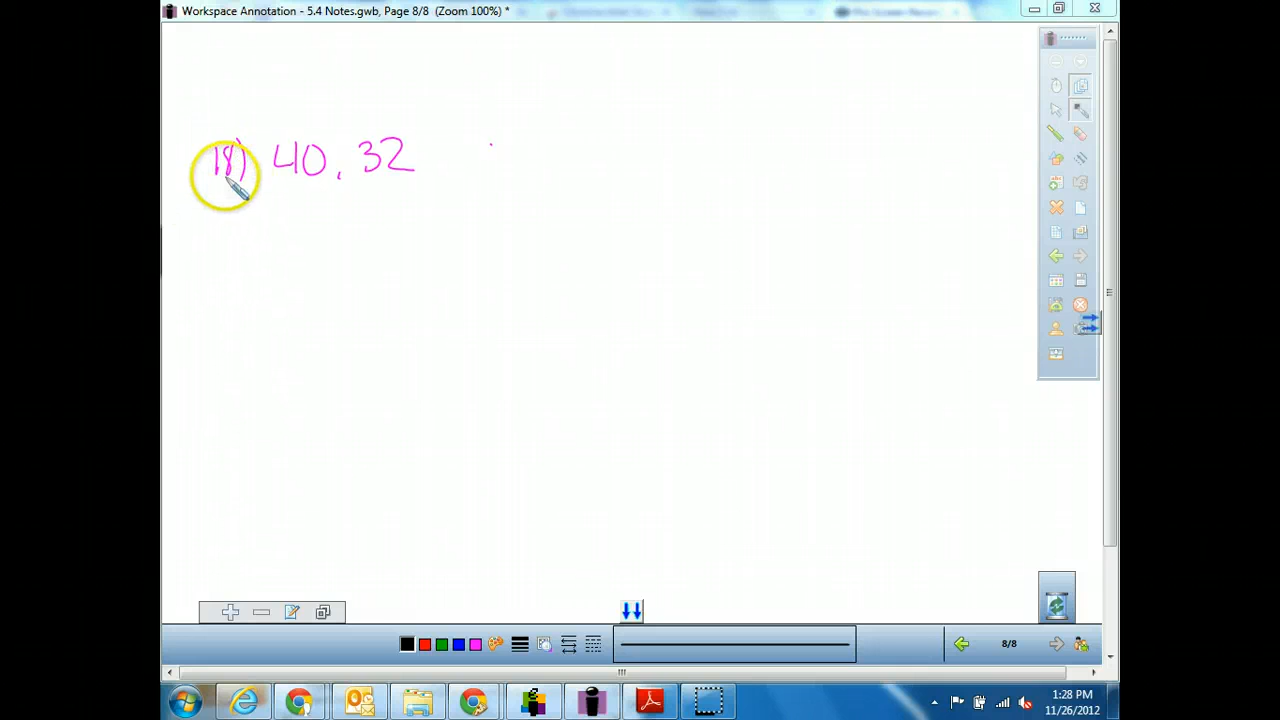 Workspace Annotation - 5.4 Notes.gwb, Page 8/8 (Zoom 100%) *
18) 40, 32
8/8
1:28 PM
11/26/2012